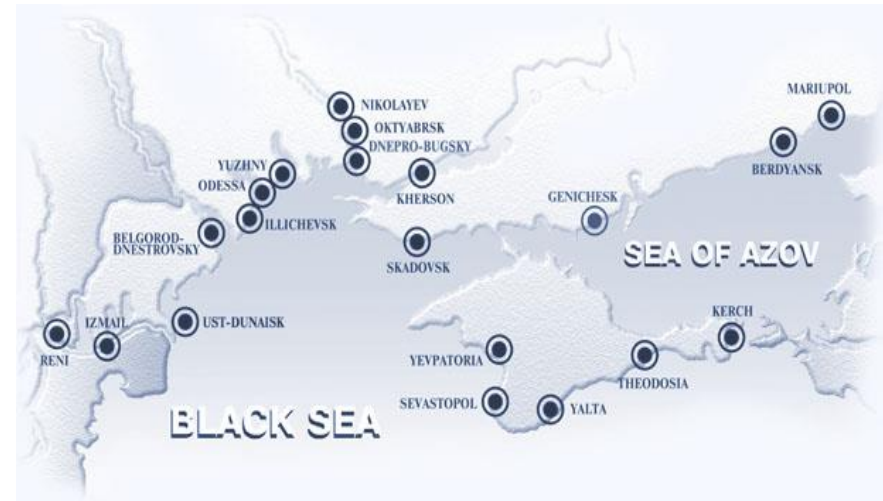 MARIUPOL
NIKOLAYEV
OKTYABRSK
DNEPRO-BUGSKY
YUZHNY
ODESSA
BERDYANSK
KHERSON
GENICHESK
ILLICHEVSK
BELGOROD-
DNESTROVSKY
SEA OF AZOV
SKADOVSK
KERCH
IZMAIL
UST-DUNAISK
RENI
YEVPATORIA
THEODOSIA
SEVASTOPOL
YALTA
BLACK SEA